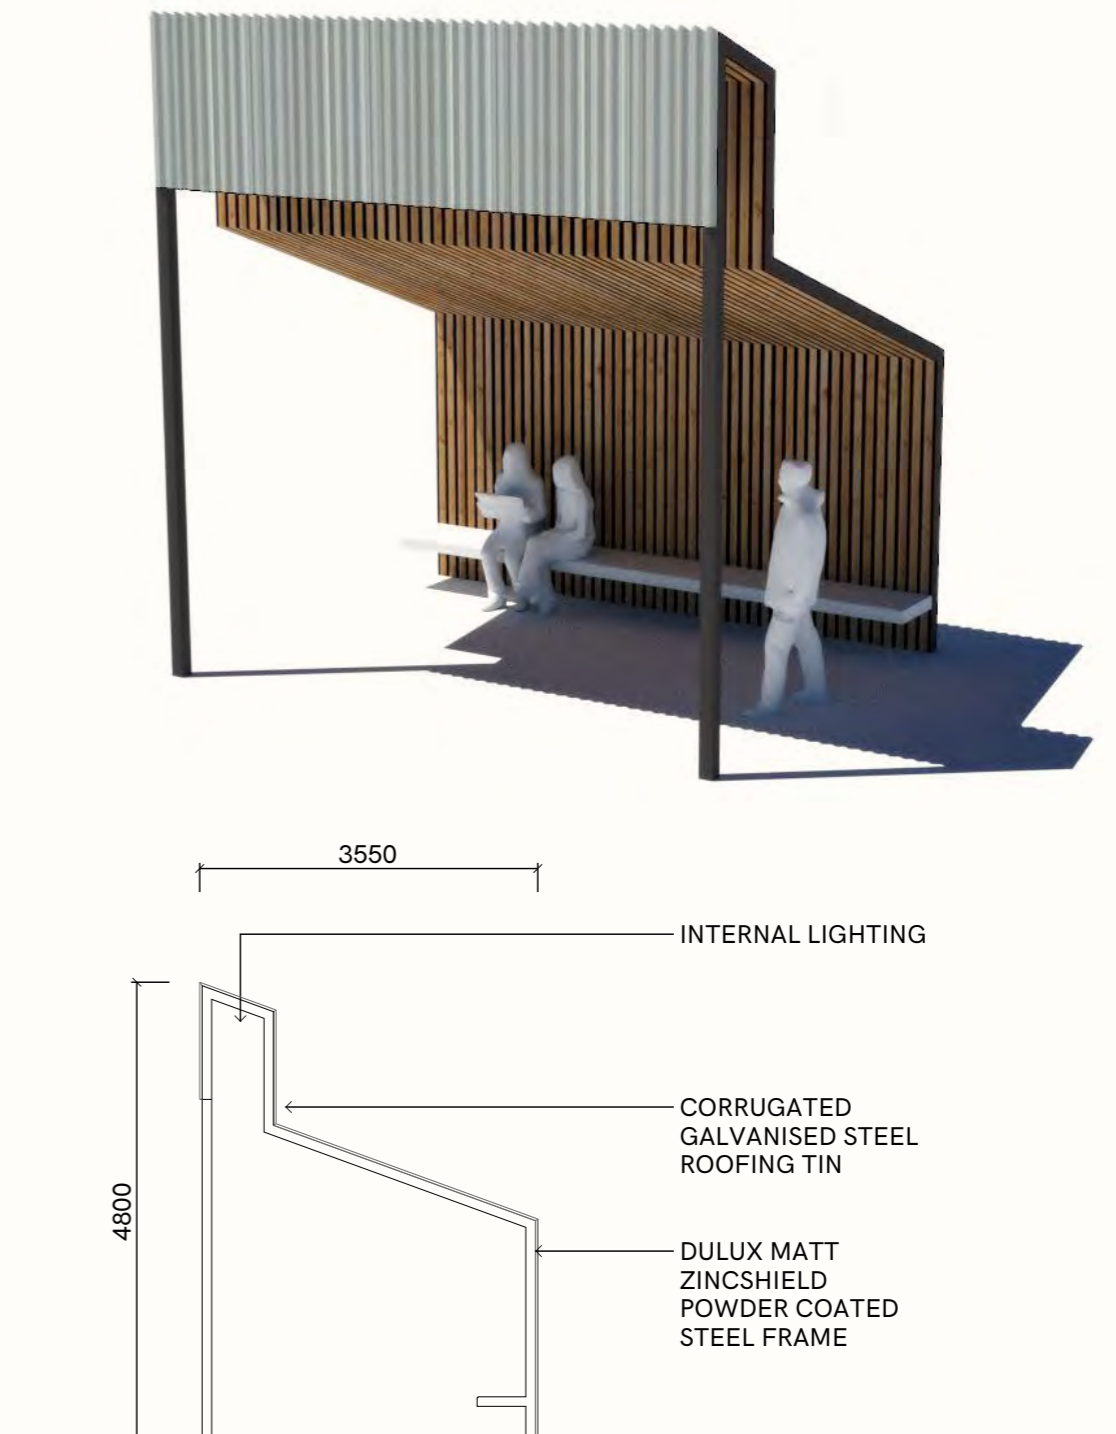 3550
INTERNAL LIGHTING
CORRUGATED
GALVANISED STEEL
ROOFING TIN
4800
DULUX MATT
ZINCSHIELD
POWDER COATED
STEEL FRAME